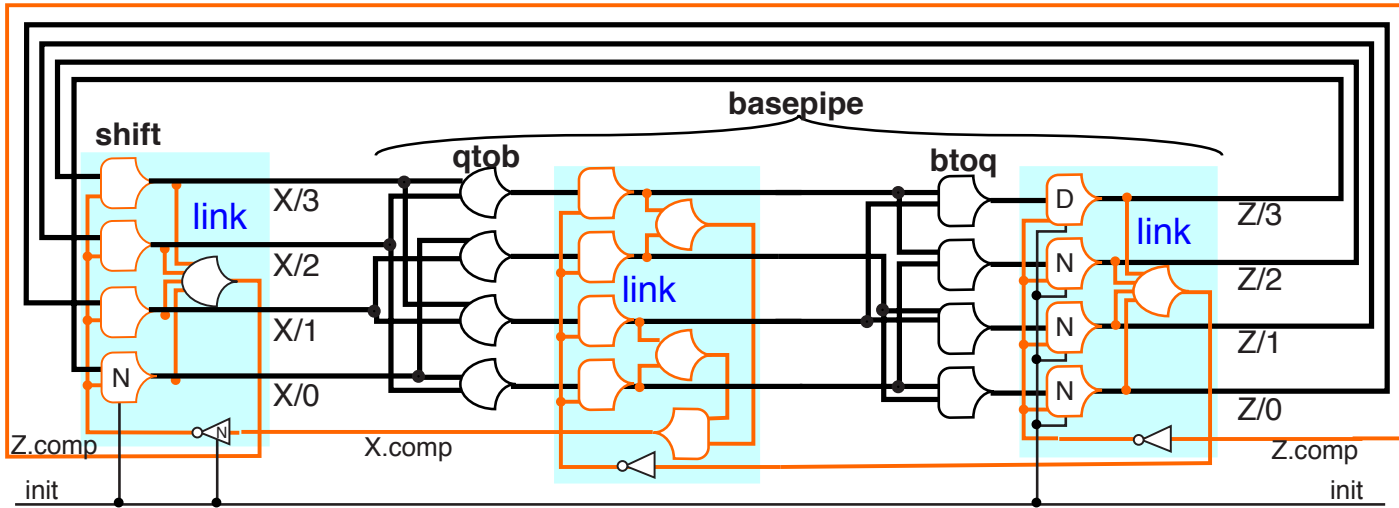 basepipe
shift
qtob
btoq
link
X/3
X/2
X/1
X/0
N
N
link
D
N
N
N
link
Z/3
Z/2
Z/1
Z/0
Z.comp
X.comp
Z.comp
init
init